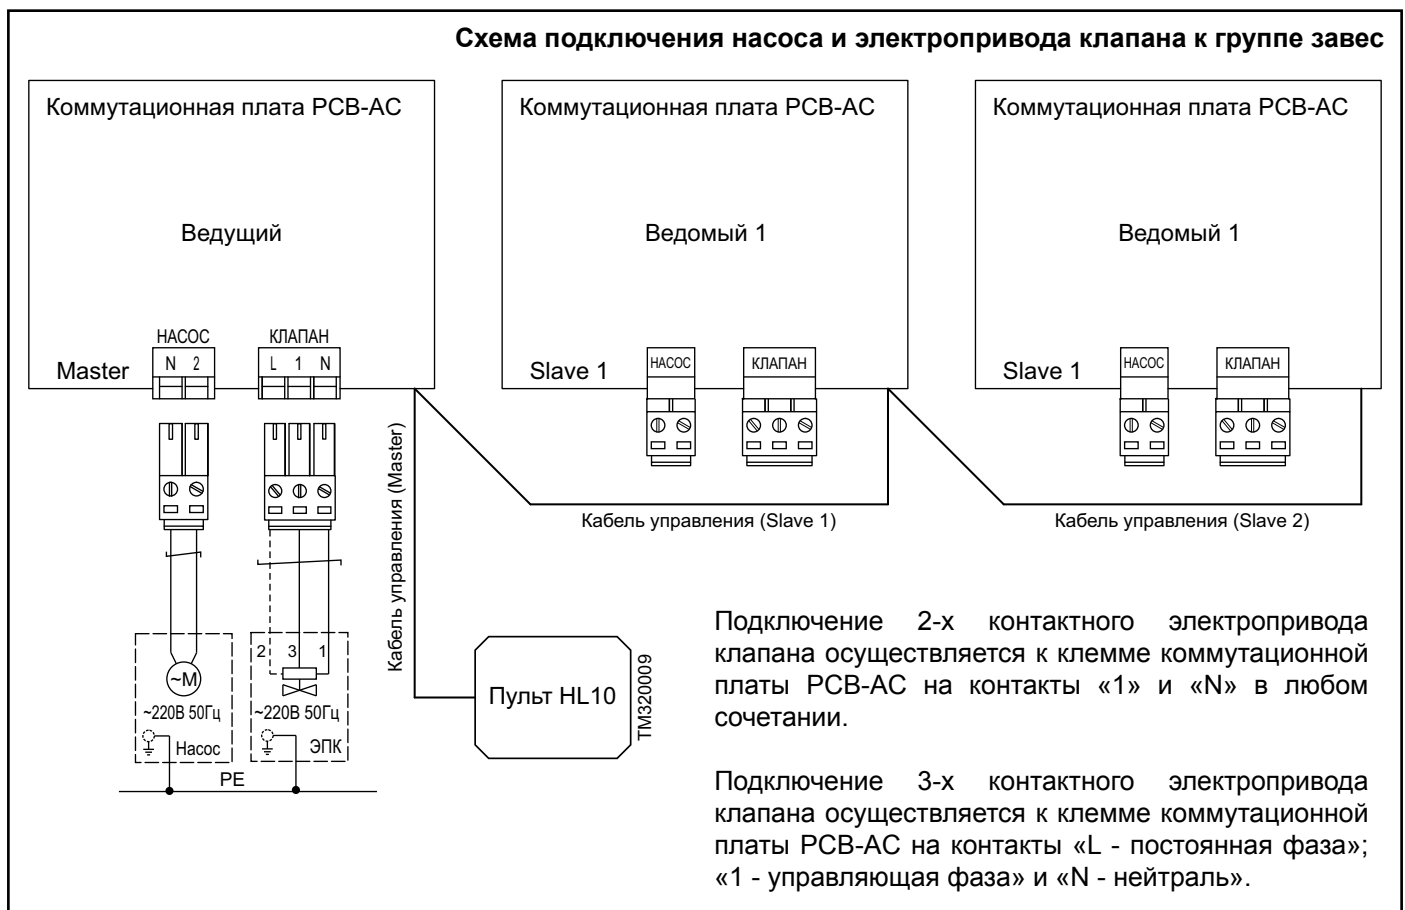 Схема подключения насоса и электропривода клапана к группе завес
Коммутационная плата PCB-AC
Ведущий
НАСОС
КЛАПАН
Master
N 2
L 1 N
Коммутационная плата PCB-AC
Ведомый 1
Slave 1
НАСОС
КЛАПАН
Коммутационная плата PCB-AC
Ведомый 1
Slave 1
НАСОС
КЛАПАН
Кабель управления (Master)
Кабель управления (Slave 1)
Кабель управления (Slave 2)
~M
~220В 50Гц
Насос
2 3 1
~220В 50Гц
ЭПК
PE
Пульт HL10
TM320009
Подключение 2-х контактного электропривода
клапана осуществляется к клемме коммутационной
платы PCB-AC на контакты «1» и «N» в любом
сочетании.
Подключение 3-х контактного электропривода
клапана осуществляется к клемме коммутационной
платы PCB-AC на контакты «L - постоянная фаза»;
«1 - управляющая фаза» и «N - нейтраль».